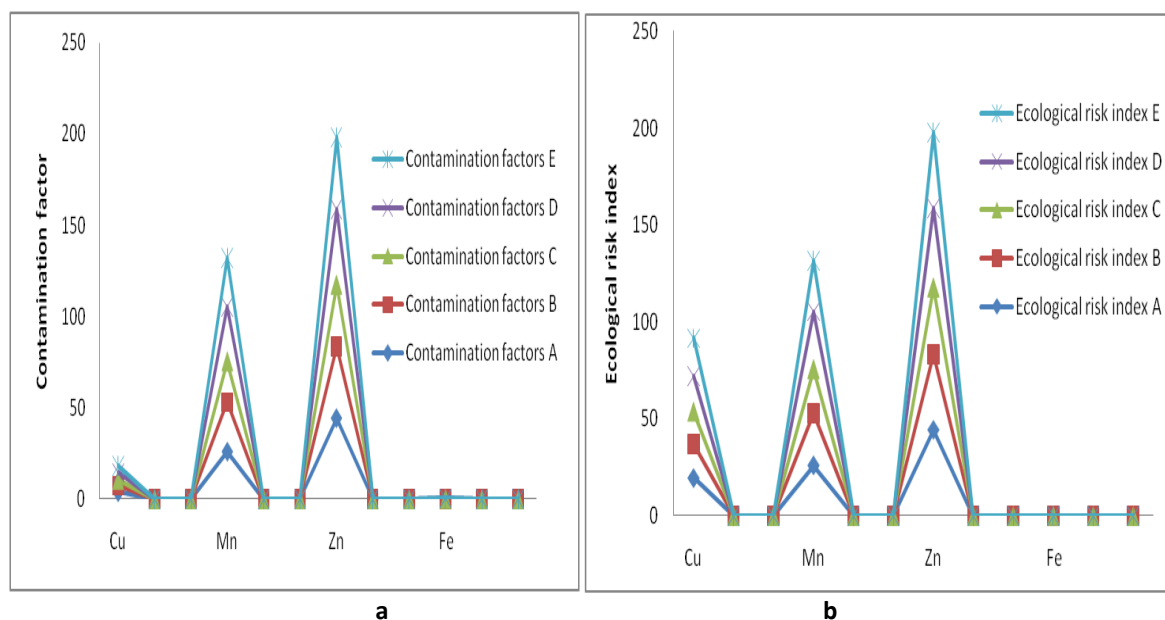 250
200
150
100
50
0
Contamination factor
Cu Mn Zn Fe
Contamination factors E
Contamination factors D
Contamination factors C
Contamination factors B
Contamination factors A
a
250
200
150
100
50
0
Ecological risk index
Cu Mn Zn Fe
Ecological risk index E
Ecological risk index D
Ecological risk index C
Ecological risk index B
Ecological risk index A
b